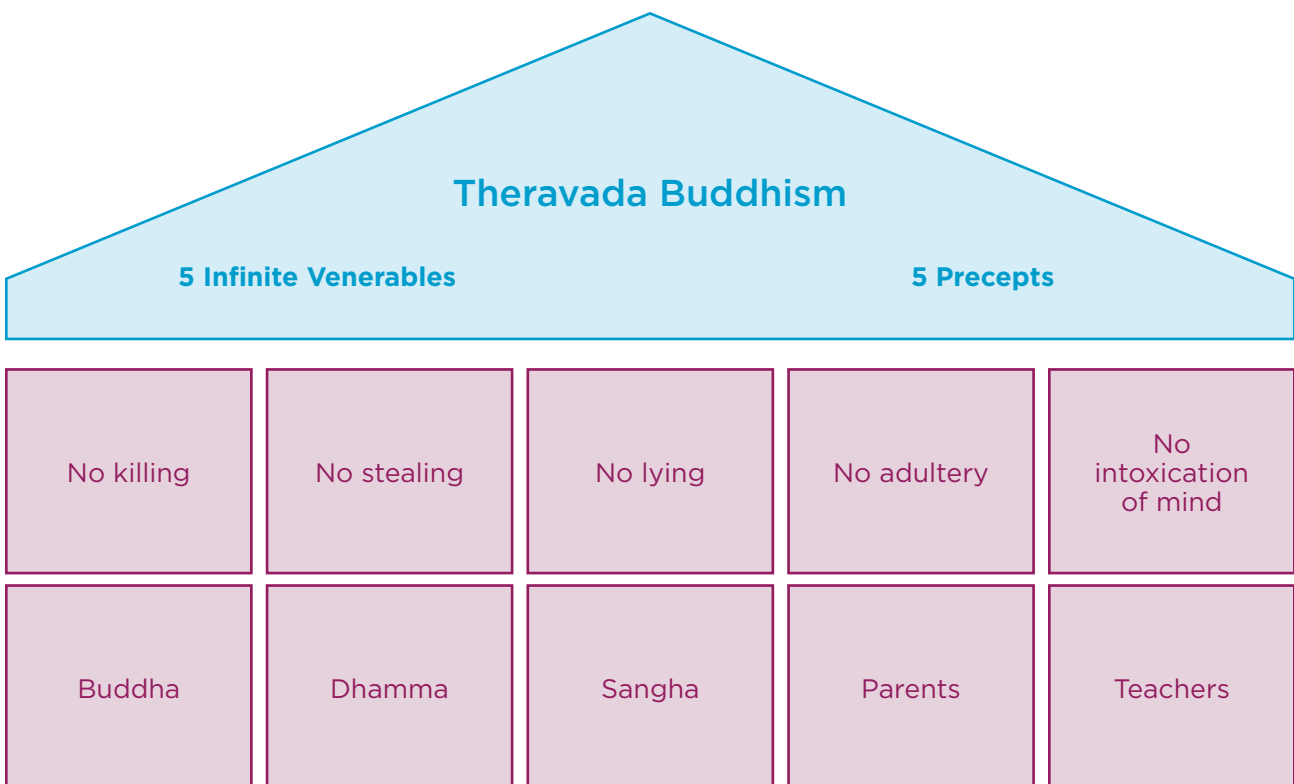 Theravada Buddhism
5 Infinite Venerables
5 Precepts
No killing
No stealing
No lying
No adultery
No
intoxication
of mind
Buddha
Dhamma
Sangha
Parents
Teachers